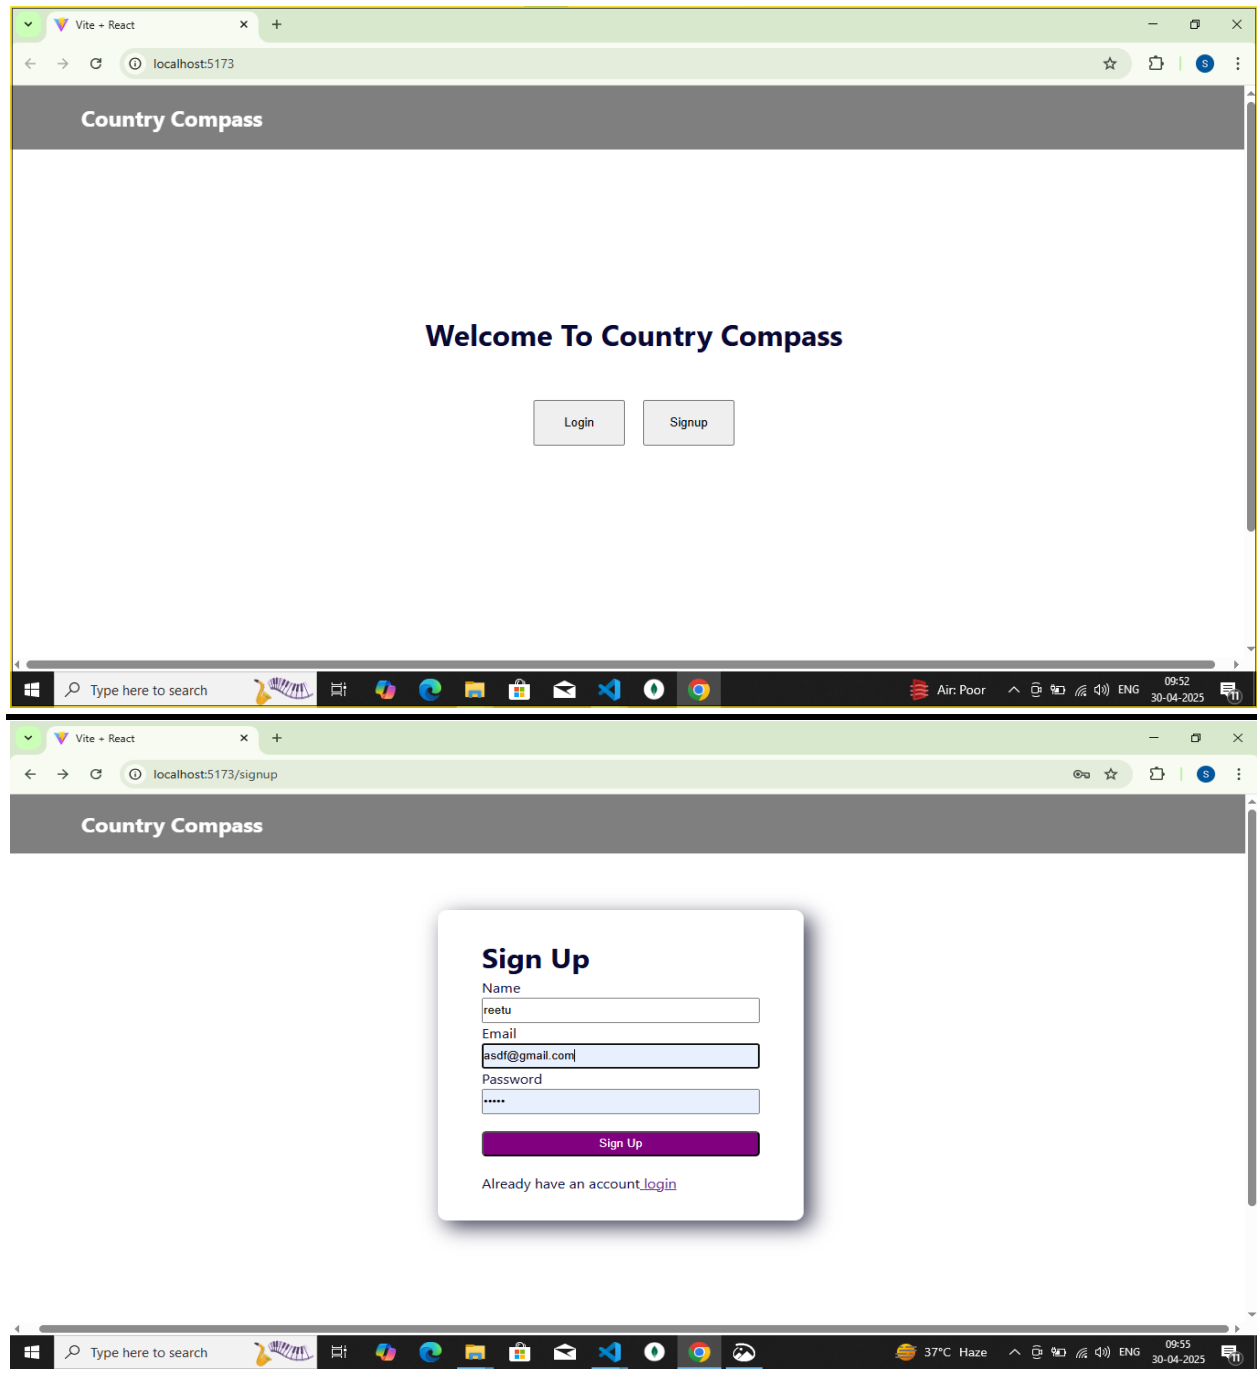 Vite + React
localhost:5173
Country Compass
Welcome To Country Compass
Login Signup
Type here to search Air: Poor ENG 09:52
30-04-2025
11
Vite + React
localhost:5173/signup
S
Country Compass
Sign Up
Name
reetu
Email
asdf@gmail.com
Password
•••••
Sign Up
Already have an account login
Type here to search 37°C Haze ENG 09:55
30-04-2025
11